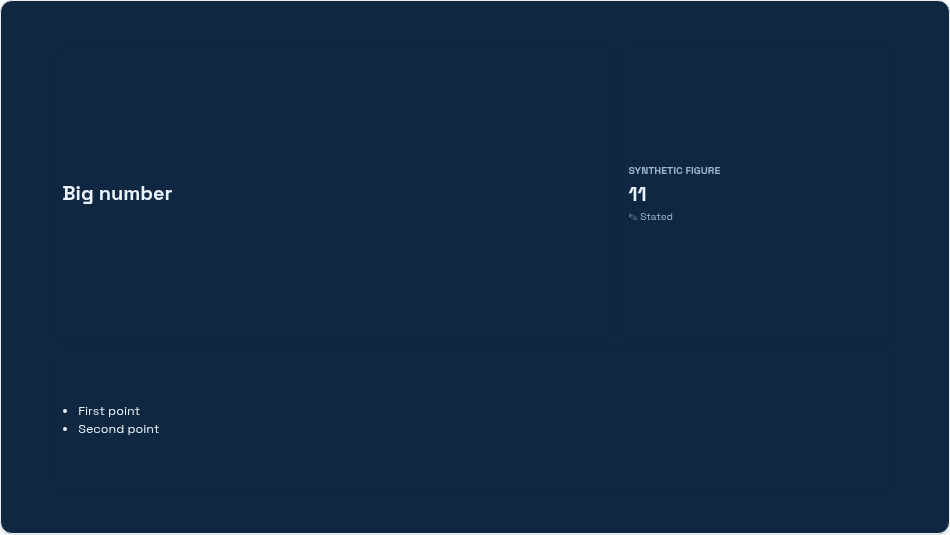 Big number
SYNTHETIC FIGURE
11
✎ Stated
• First point
• Second point